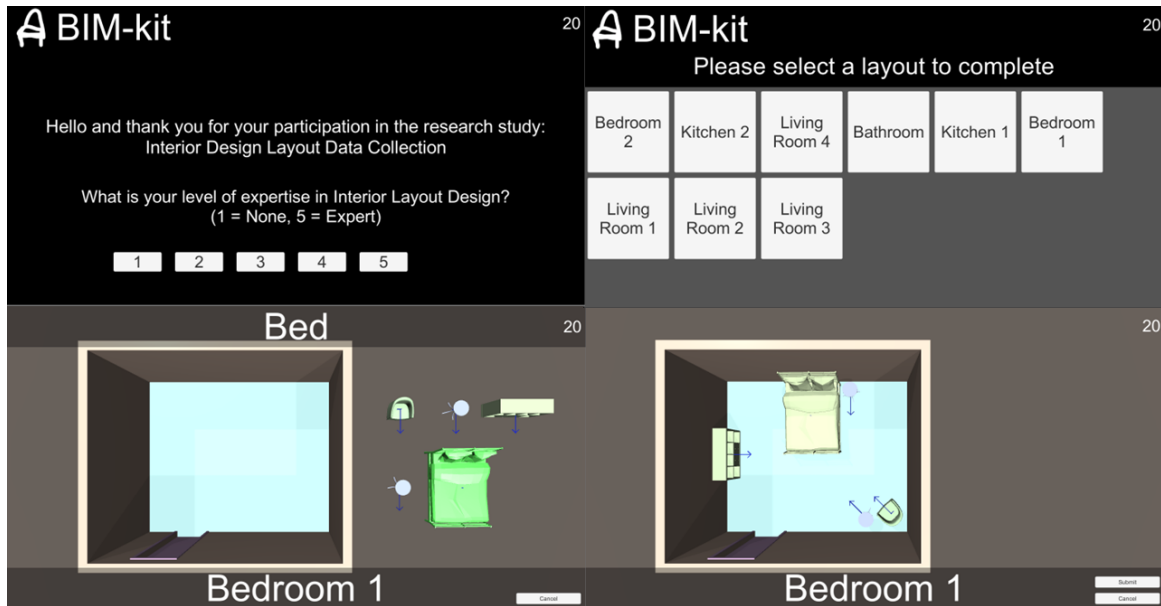 BIM-kit
20
Hello and thank you for your participation in the research study:
Interior Design Layout Data Collection
What is your level of expertise in Interior Layout Design?
(1 = None, 5 = Expert)
1 2 3 4 5
BIM-kit
20
Please select a layout to complete
Bedroom
2
Kitchen 2
Living
Room 4
Bathroom
Kitchen 1
Bedroom
1
Living
Room 1
Living
Room 2
Living
Room 3
Bed
20
Bedroom 1
Cancel
20
Bedroom 1
Submit
Cancel